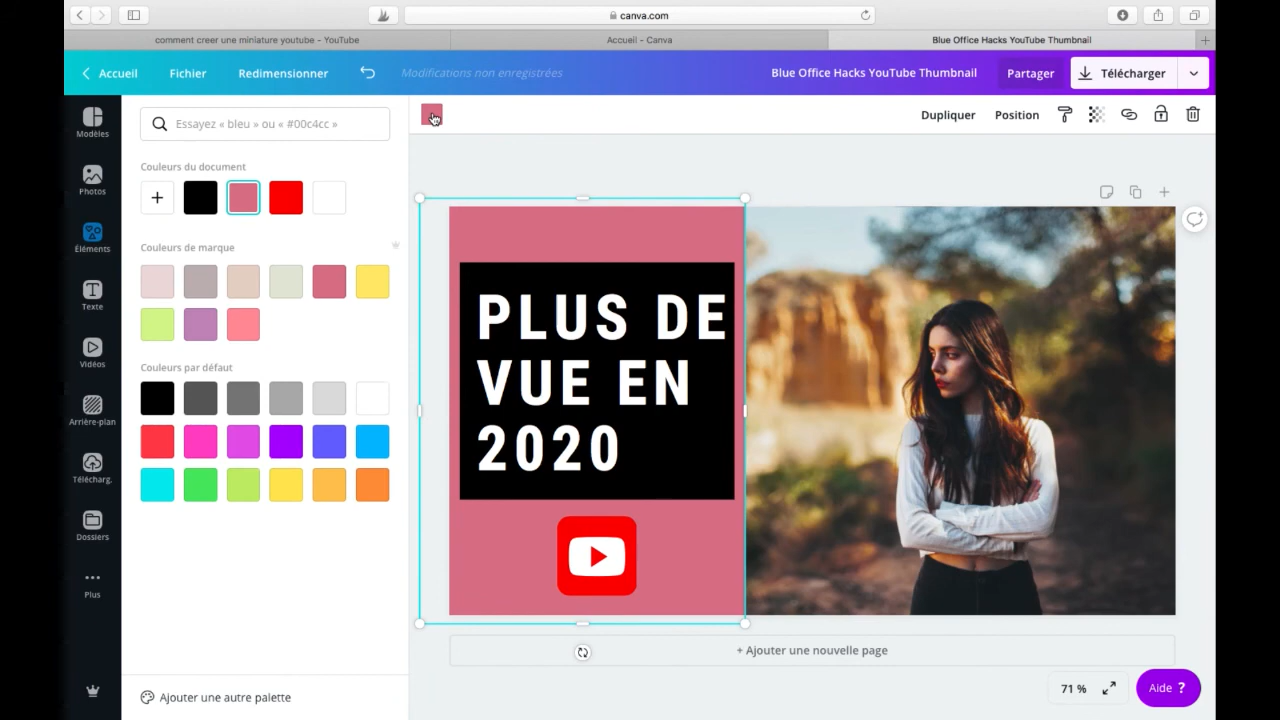 canva.com
comment creer une miniature youtube - YouTube
Accueil - Canva
Blue Office Hacks YouTube Thumbnail
Accueil
Fichier
Redimensionner
Modifications non enregistrées
Blue Office Hacks YouTube Thumbnail
Partager
Télécharger
Modèles
Photos
Éléments
Texte
Vidéos
Arrière-plan
Télécharg.
Dossiers
Plus
Essayez « bleu » ou « #00c4cc »
Couleurs du document
Couleurs de marque
Couleurs par défaut
Ajouter une autre palette
Dupliquer
Position
PLUS DE
VUE EN
2020
+ Ajouter une nouvelle page
71 %
Aide ?